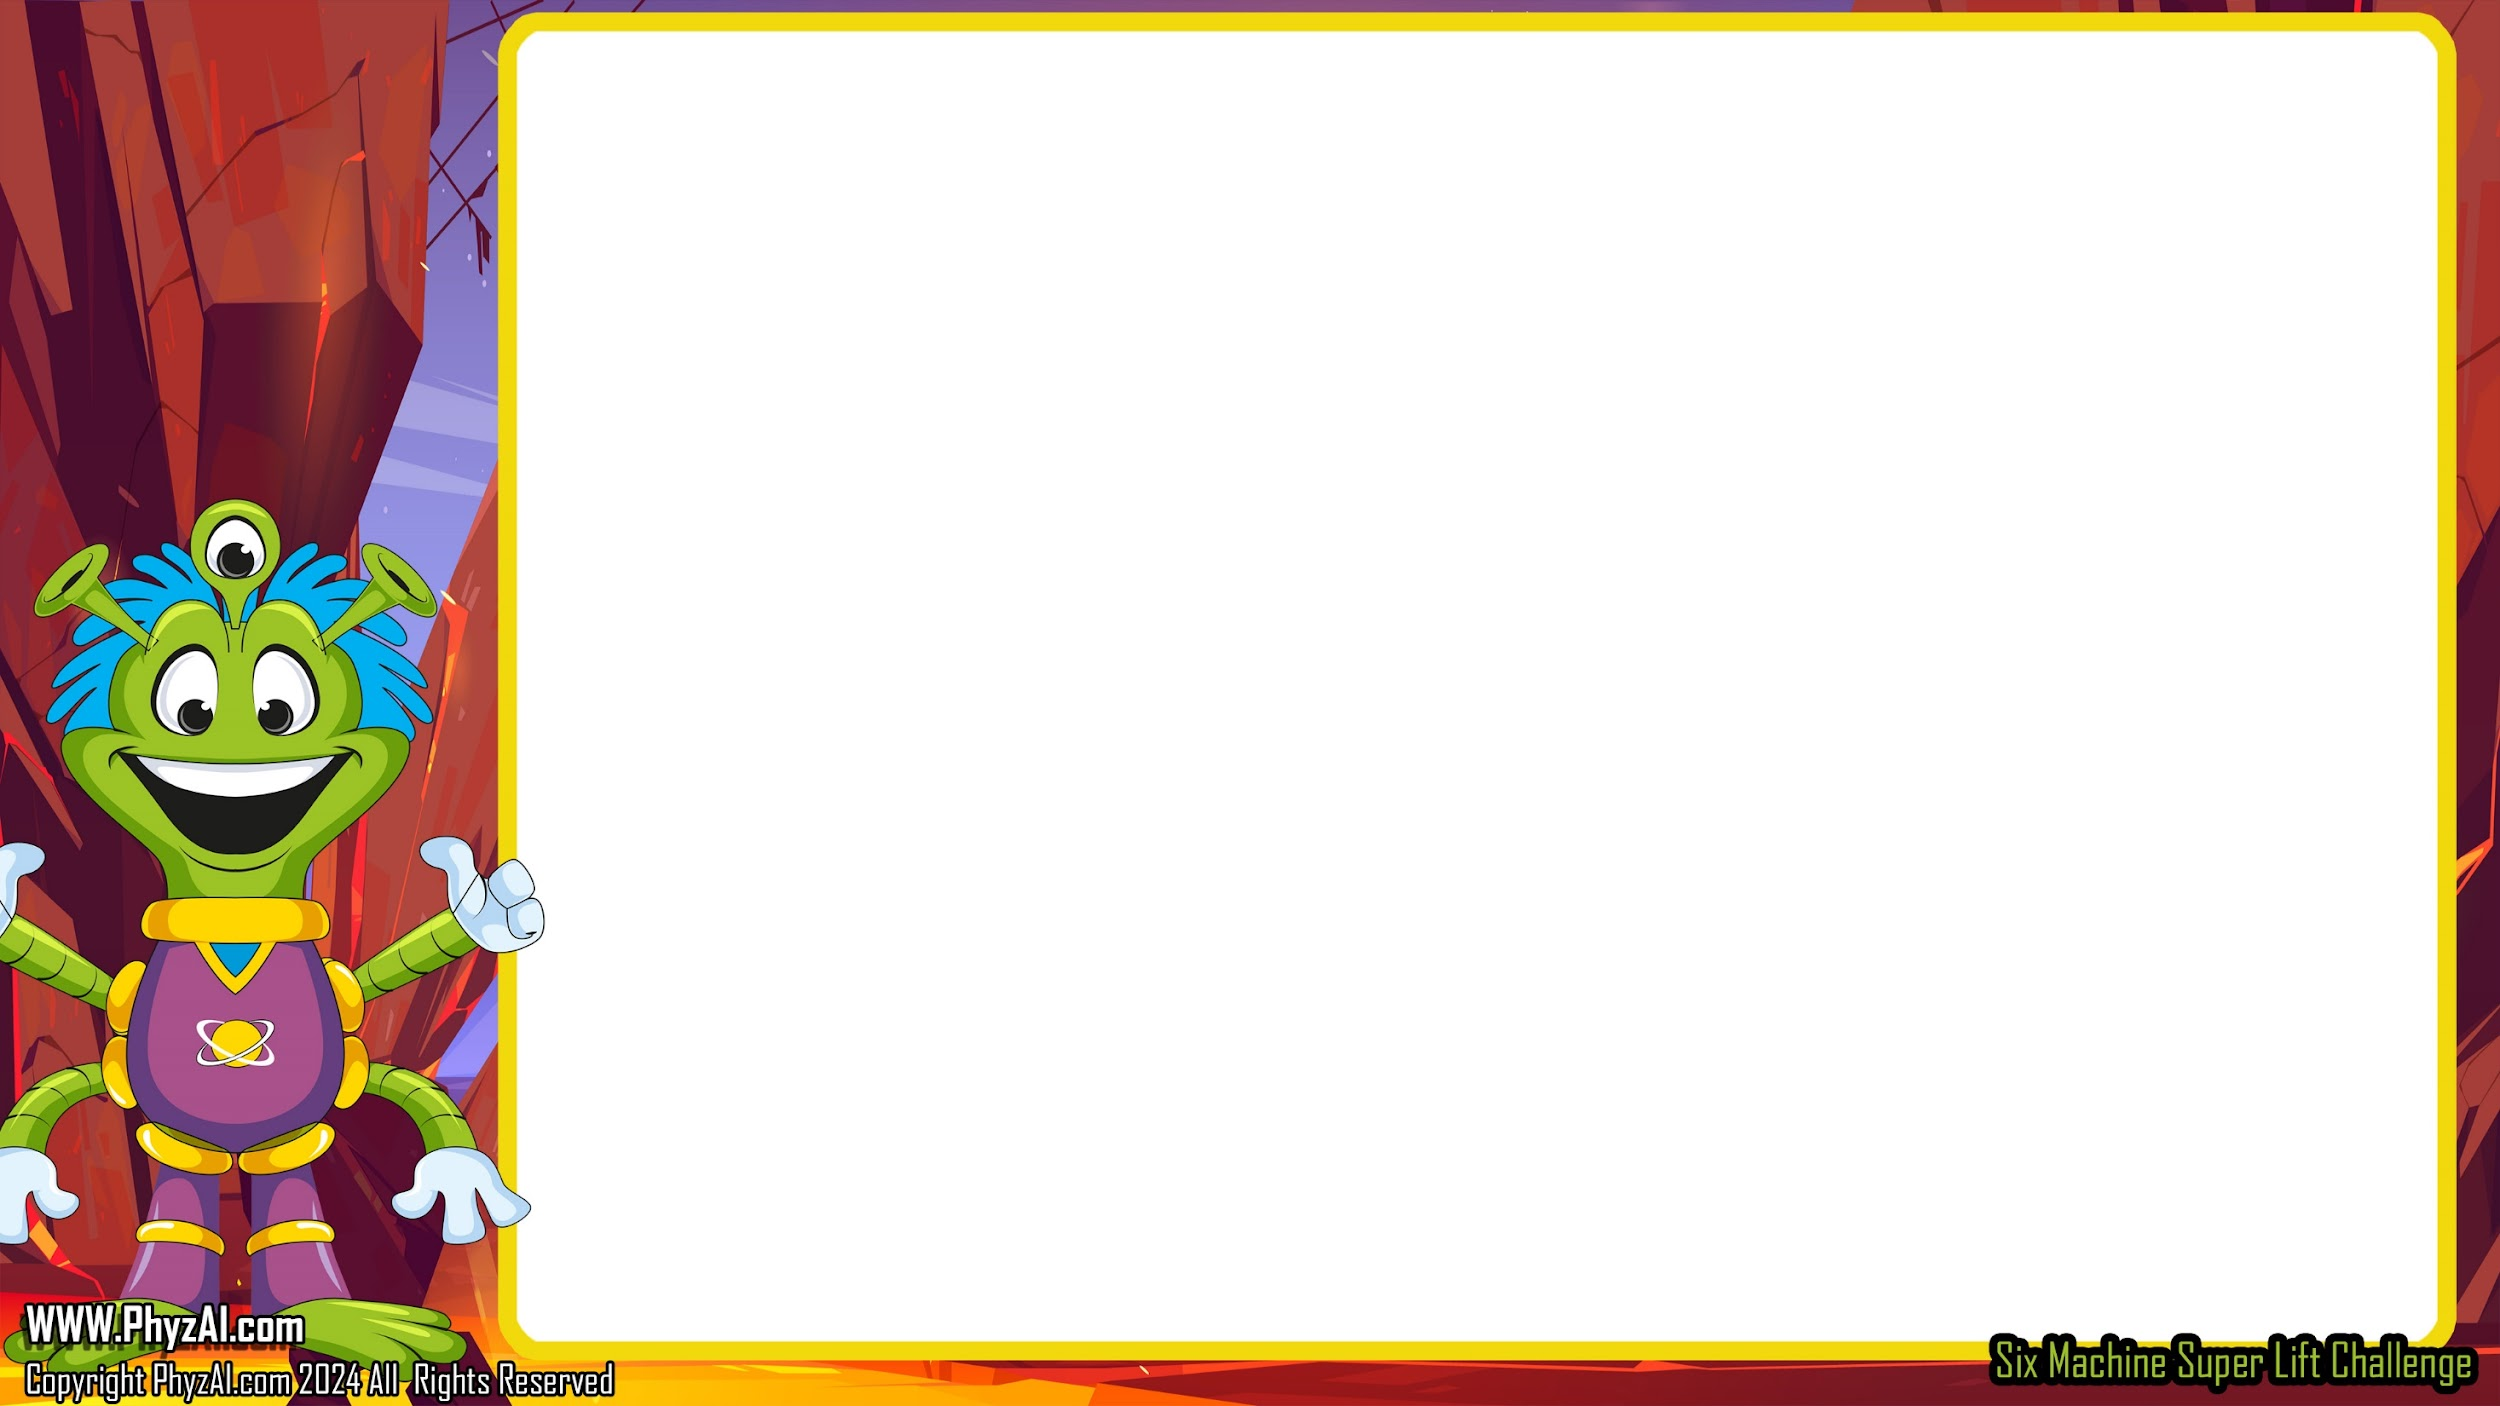 WWW.PhyzAI.com
Copyright PhyzAI.com 2024 All Rights Reserved
Six Machine Super Lift Challenge